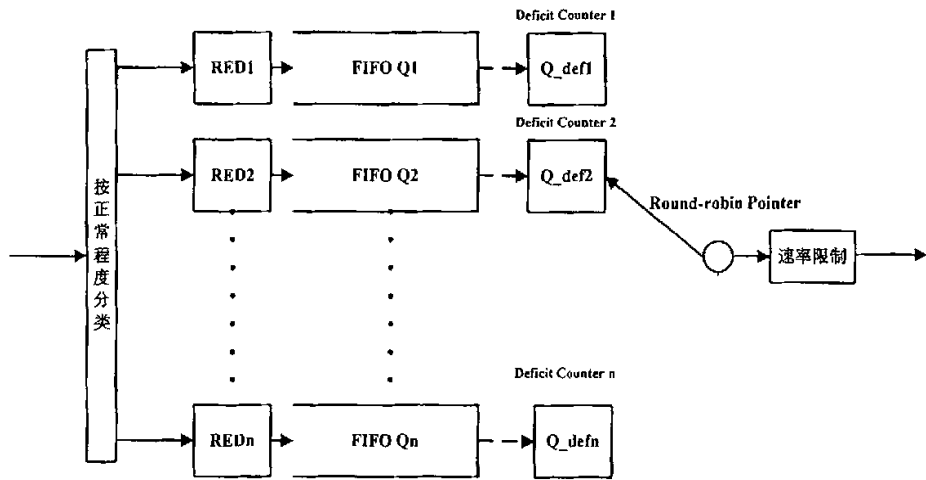 Deficit Counter 1
RED1
FIFO Q1
Q_def1
Deficit Counter 2
RED2
FIFO Q2
Q_def2
按正常程度分类
Round-robin Pointer
速率限制
Deficit Counter n
REDn
FIFO Qn
Q_defn